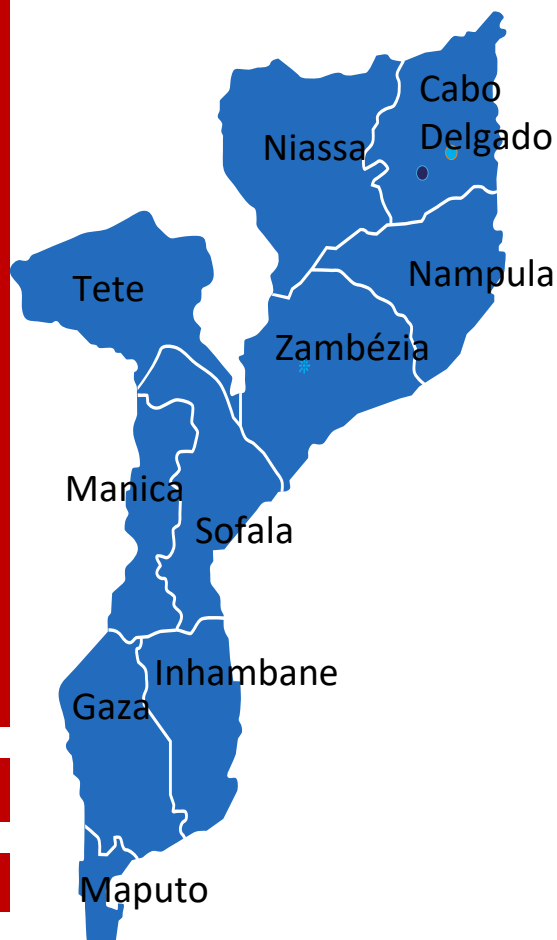 Cabo
Delgado
Niassa
Nampula
Tete
Zambézia
Manica
Sofala
Inhambane
Gaza
Maputo